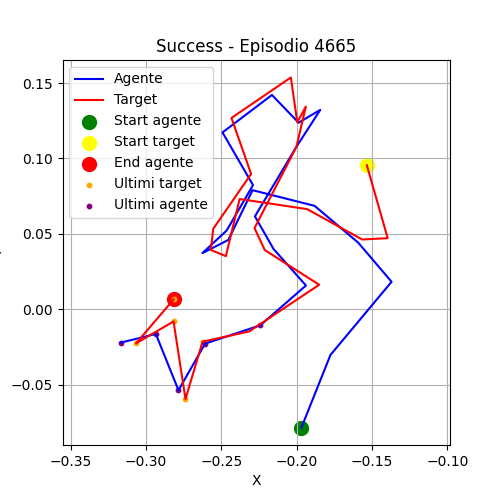 Success - Episodio 4665
Agente
Target
Start agente
Start target
End agente
Ultimi target
Ultimi agente
0.15
0.10
0.05
0.00
−0.05
−0.35
−0.30
−0.25
−0.20
−0.15
−0.10
X